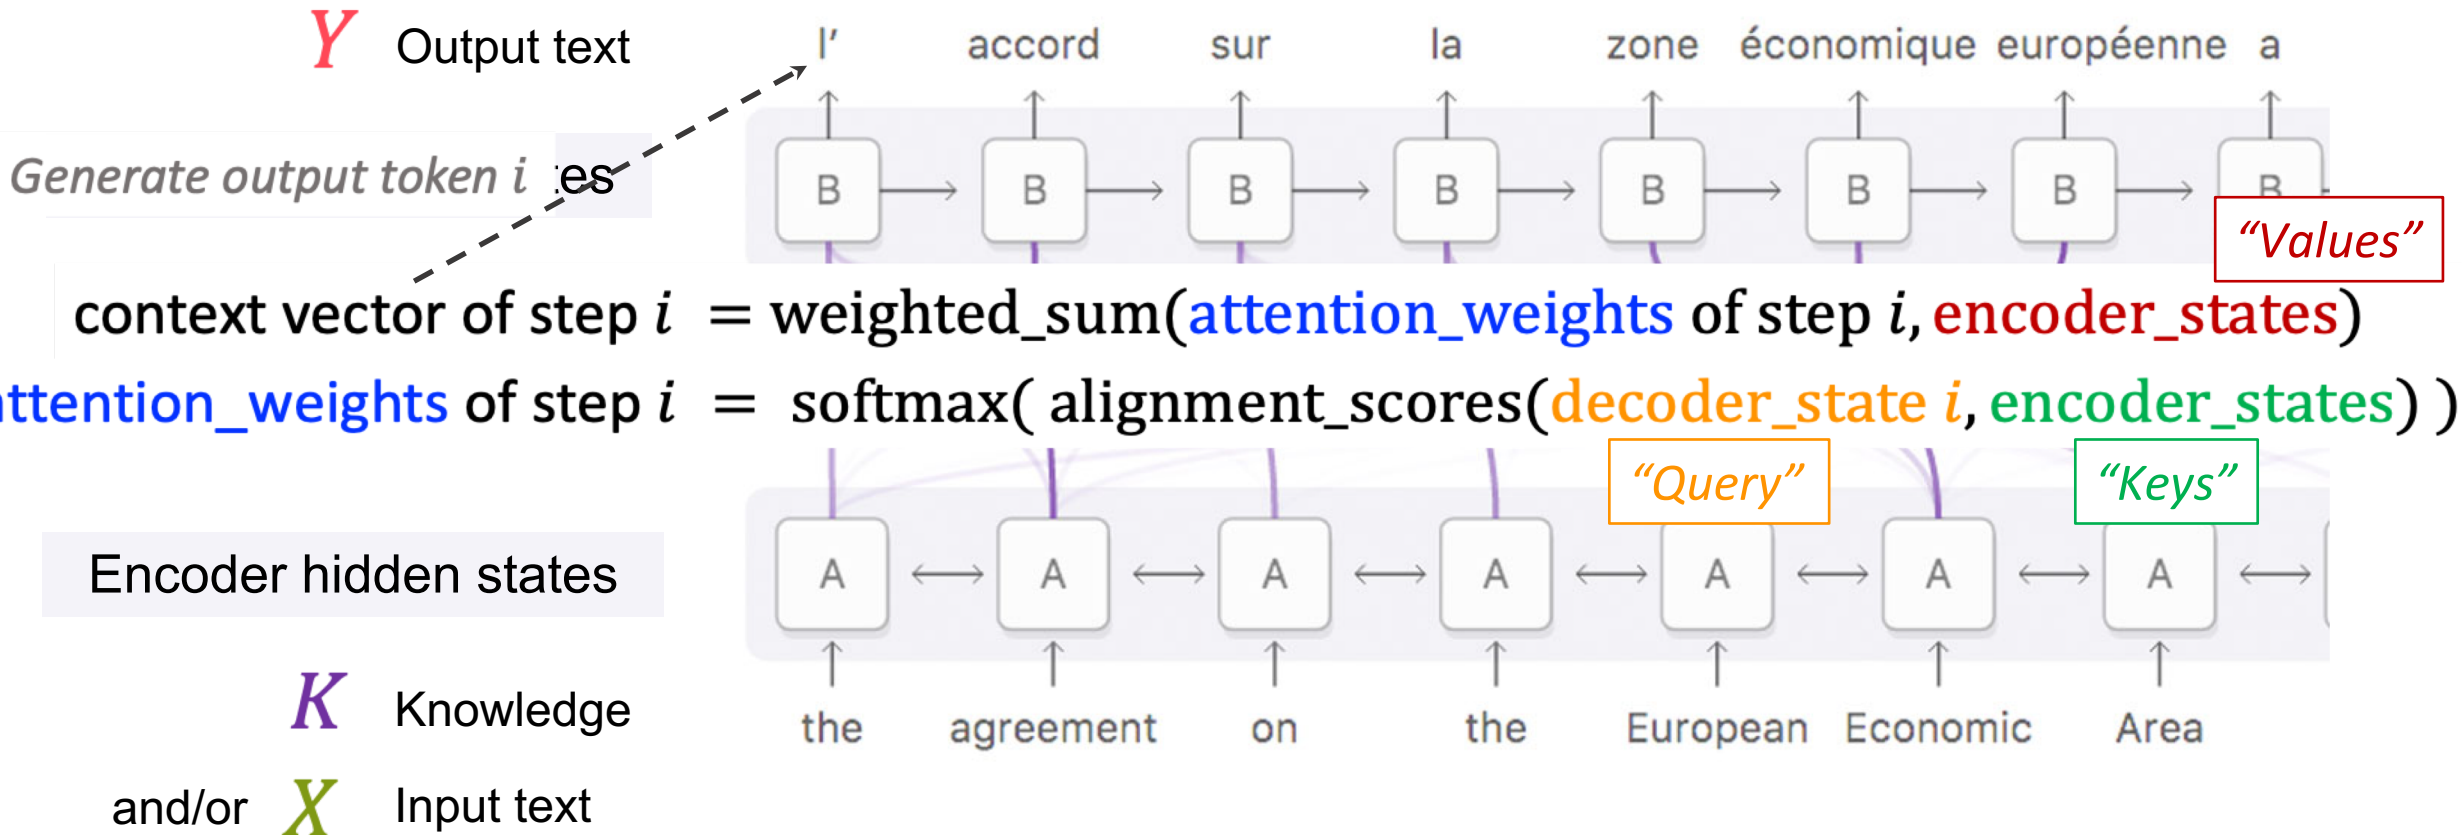 Y Output text
l’ accord sur la zone économique européenne a
Generate output token i tes
B B B B B B B B
“Values”
context vector of step i = weighted_sum(attention_weights of step i, encoder_states)
attention_weights of step i = softmax( alignment_scores(decoder_state i, encoder_states) )
“Query” “Keys”
Encoder hidden states
A A A A A A A
K Knowledge
the agreement on the European Economic Area
and/or X Input text